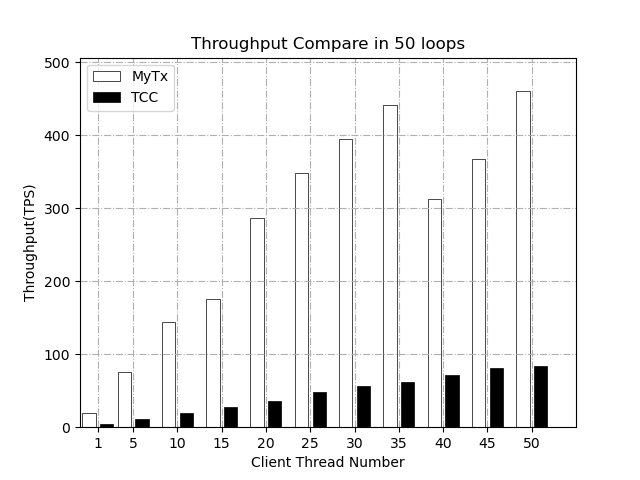 Throughput Compare in 50 loops
MyTx
TCC
500
400
300
200
100
0
Throughput(TPS)
1 5 10 15 20 25 30 35 40 45 50
Client Thread Number